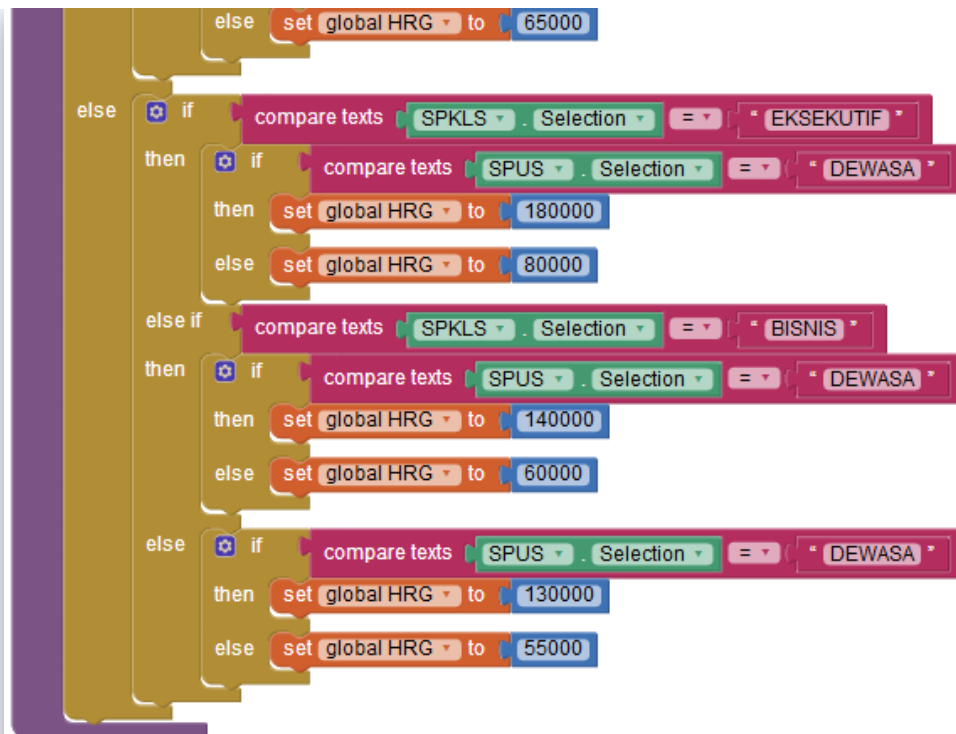 else set global HRG to 65000
else if compare texts SPKLS . Selection = " EKSEKUTIF "
then if compare texts SPUS . Selection = " DEWASA "
then set global HRG to 180000
else set global HRG to 80000
else if compare texts SPKLS . Selection = " BISNIS "
then if compare texts SPUS . Selection = " DEWASA "
then set global HRG to 140000
else set global HRG to 60000
else if compare texts SPUS . Selection = " DEWASA "
then set global HRG to 130000
else set global HRG to 55000